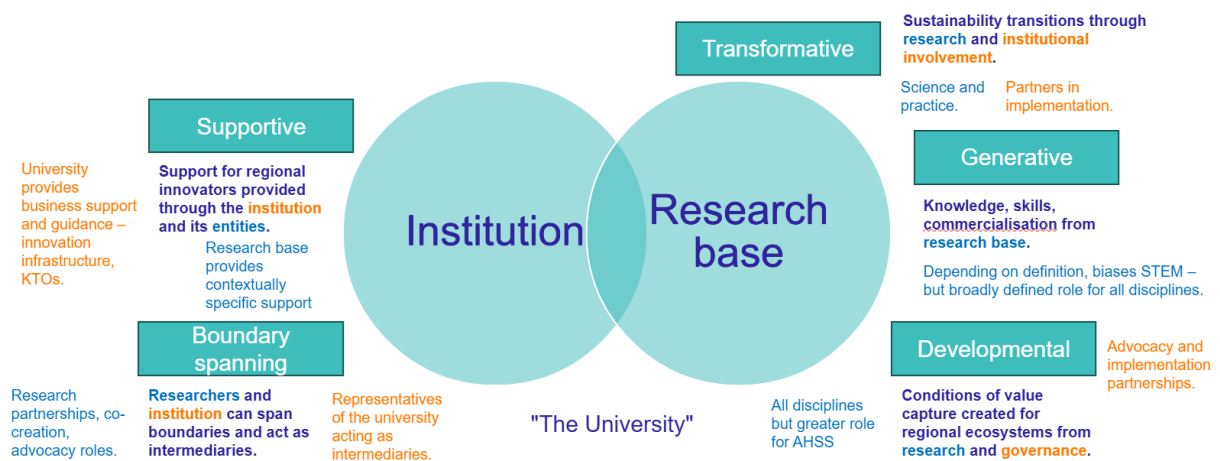 Transformative
Sustainability transitions through
research and institutional
involvement.
Science and
practice.
Partners in
implementation.
Supportive
University
provides
business support
and guidance –
innovation
infrastructure,
KTOs.
Support for regional
innovators provided
through the institution
and its entities.
Research base
provides
contextually
specific support
Institution
Research
base
Generative
Knowledge, skills,
commercialisation from
research base.
Depending on definition, biases STEM –
but broadly defined role for all disciplines.
Boundary
spanning
Research
partnerships, co-
creation,
advocacy roles.
Researchers and
institution can span
boundaries and act as
intermediaries.
Representatives
of the university
acting as
intermediaries.
"The University"
Developmental
Advocacy and
implementation
partnerships.
All disciplines
but greater role
for AHSS
Conditions of value
capture created for
regional ecosystems from
research and governance.